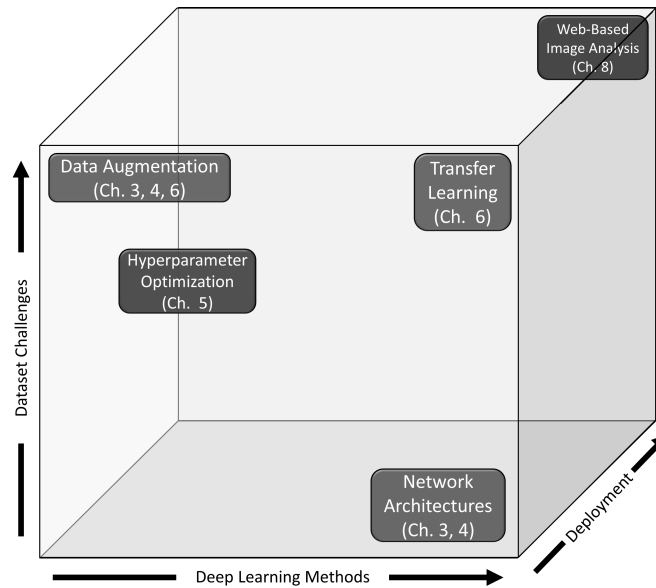 Web-Based
Image Analysis
(Ch. 8)
Data Augmentation
(Ch. 3, 4, 6)
Transfer
Learning
(Ch. 6)
Hyperparameter
Optimization
(Ch. 5)
Dataset Challenges
Network
Architectures
(Ch. 3, 4)
Deployment
Deep Learning Methods